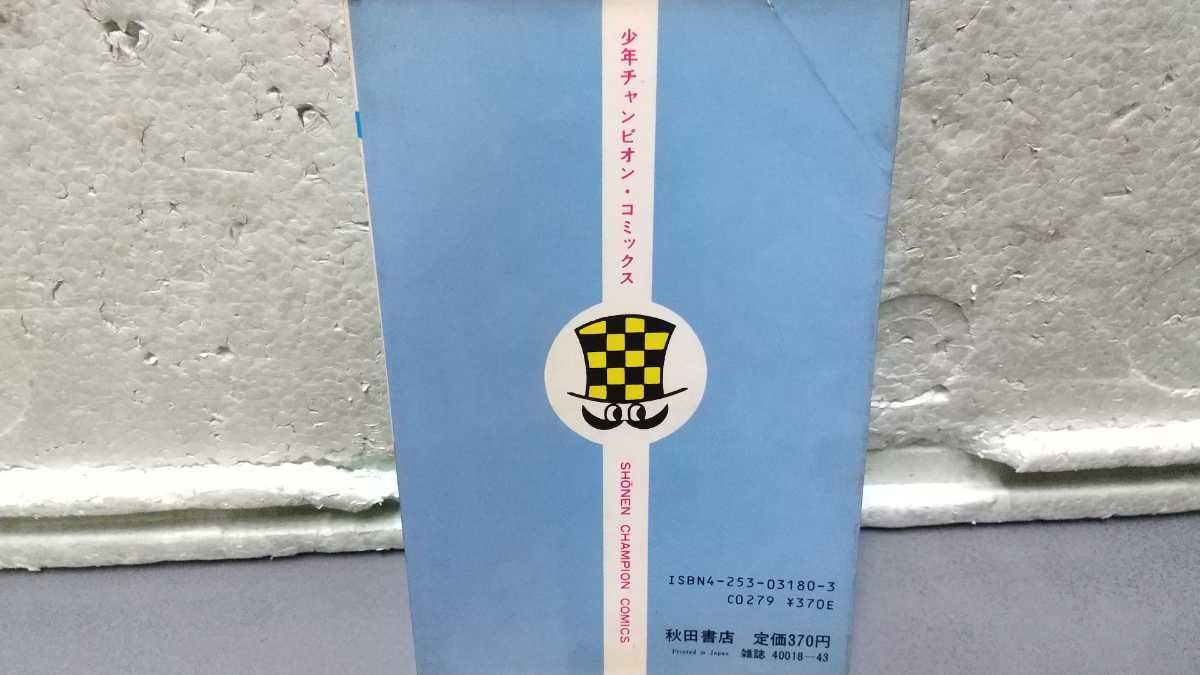 少年チャンピオン・コミックス
SHŌNEN CHAMPION COMICS
ISBN4-253-03180-3
C0279 ¥370E
秋田書店 定価370円
Printed in Japan 雑誌 40018—43